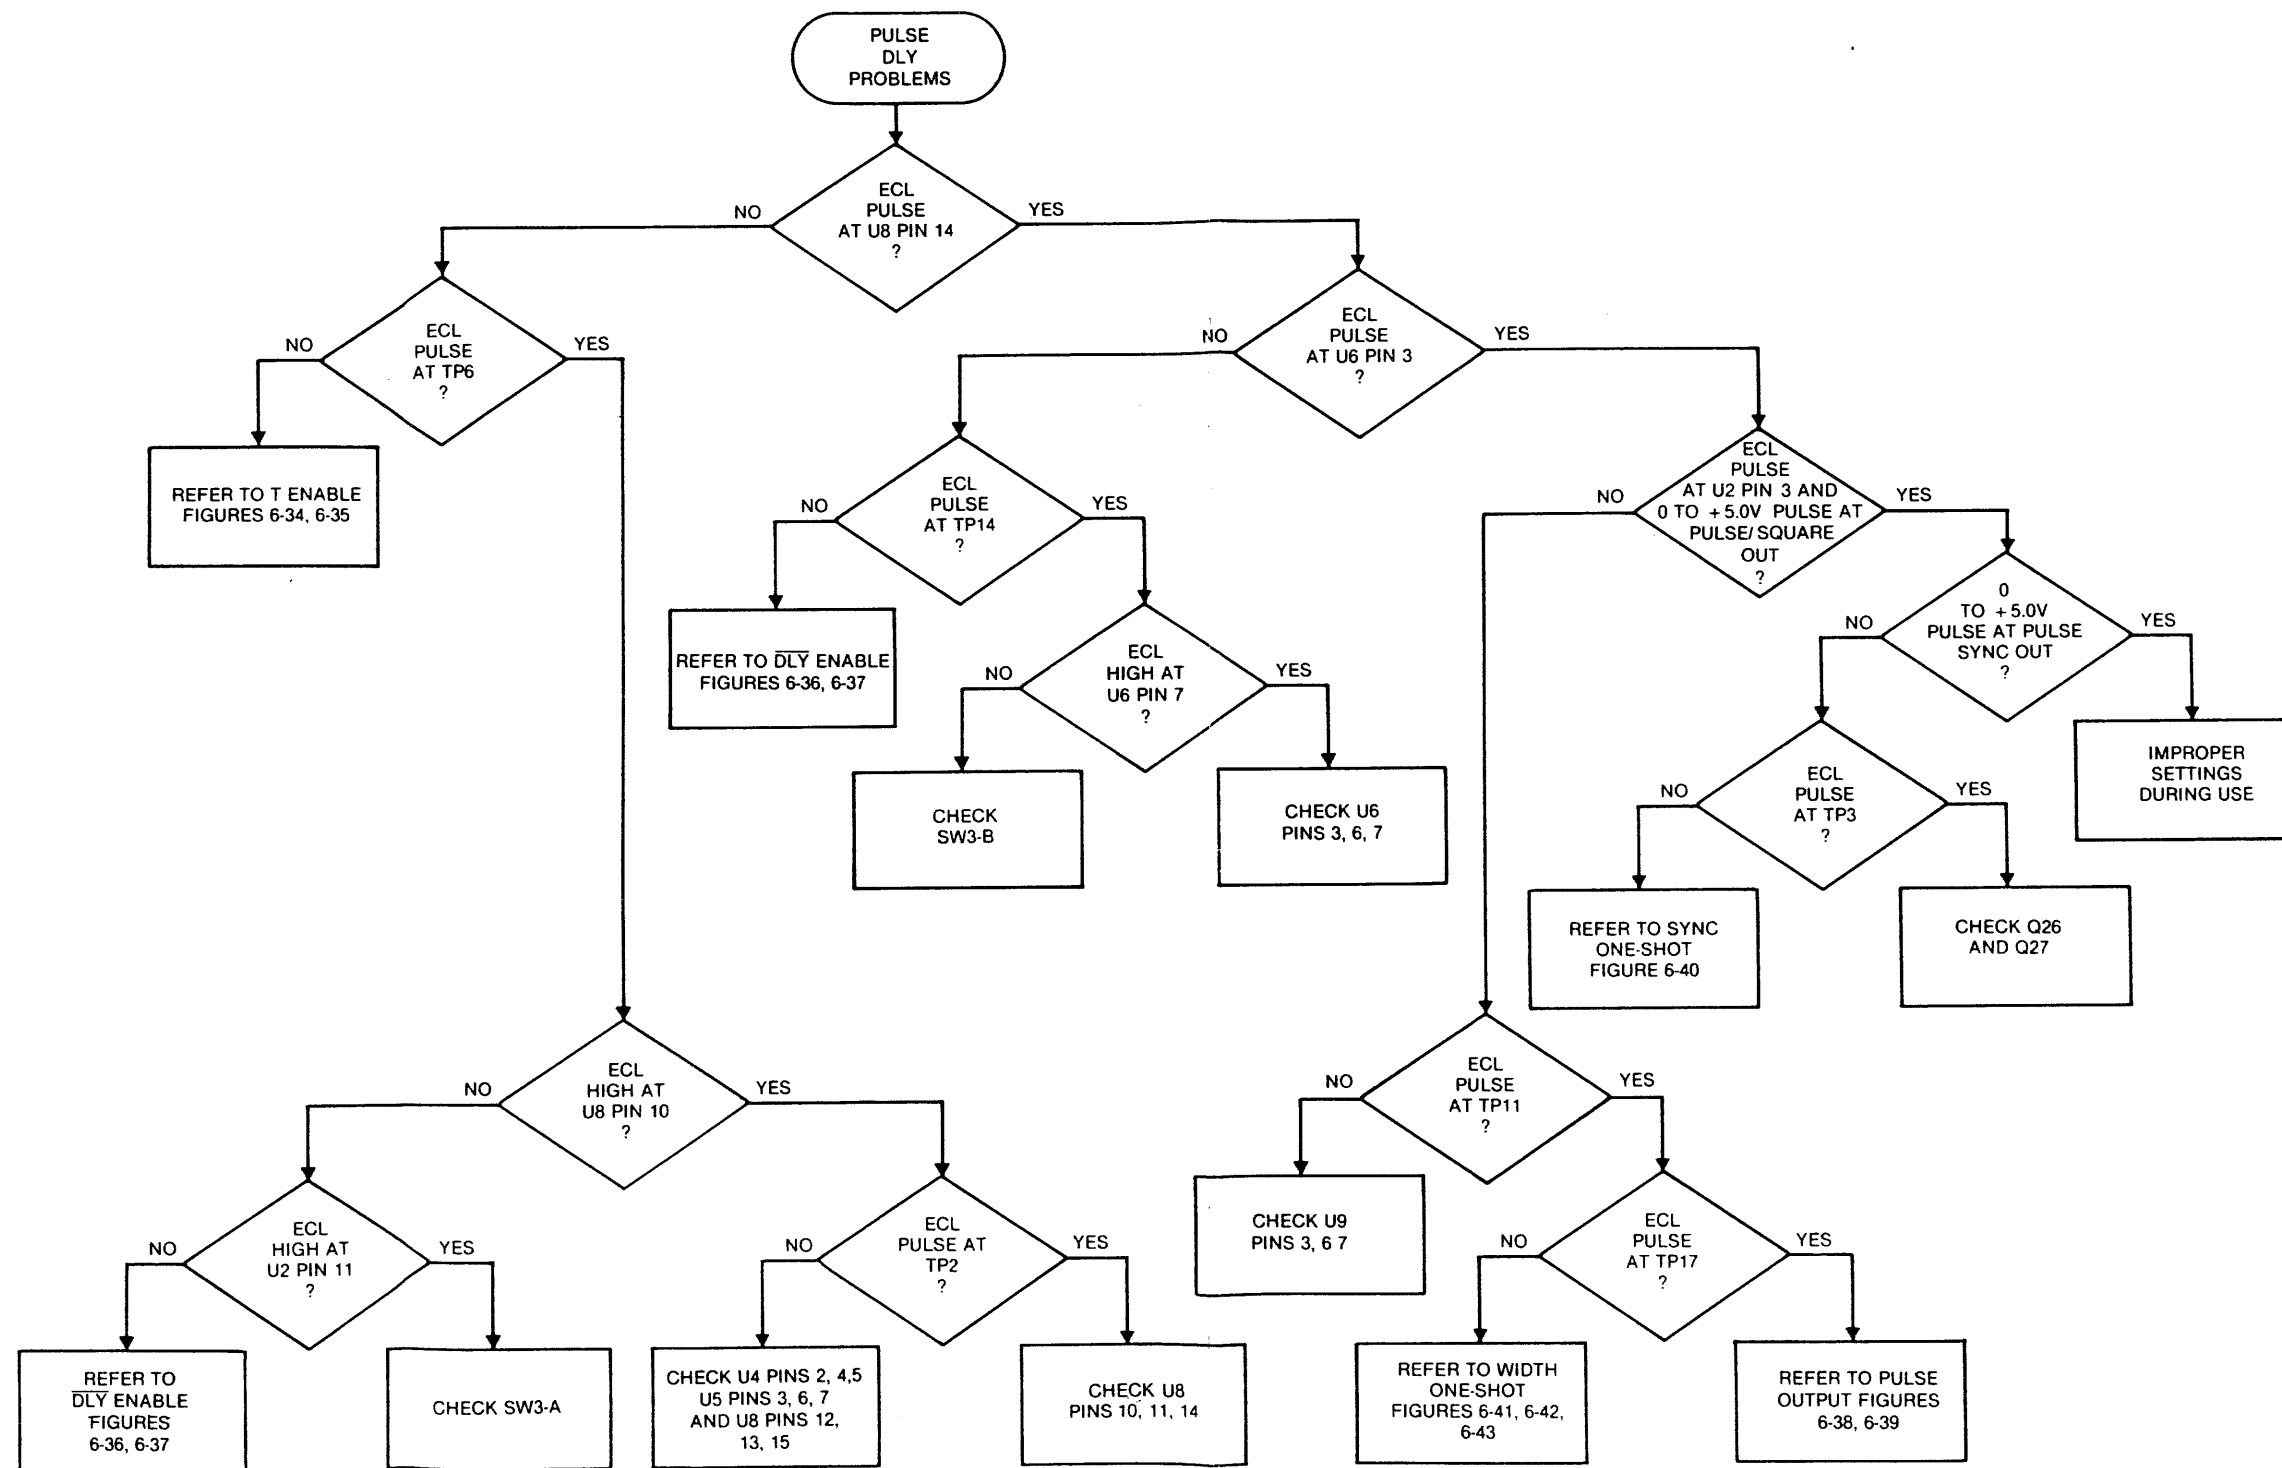 PULSE
DLY
PROBLEMS
ECL
PULSE
AT U8 PIN 14
?
NO
YES
ECL
PULSE
AT TP6
?
NO
YES
ECL
PULSE
AT U6 PIN 3
?
NO
YES
REFER TO T ENABLE
FIGURES 6-34, 6-35
ECL
PULSE
AT TP14
?
NO
YES
ECL
PULSE
AT U2 PIN 3 AND
0 TO +5.0V PULSE AT
PULSE/SQUARE
OUT
?
NO
YES
REFER TO DLY ENABLE
FIGURES 6-36, 6-37
ECL
HIGH AT
U6 PIN 7
?
NO
YES
0
TO +5.0V
PULSE AT PULSE
SYNC OUT
?
NO
YES
CHECK
SW3-B
CHECK U6
PINS 3, 6, 7
ECL
PULSE
AT TP3
?
NO
YES
IMPROPER
SETTINGS
DURING USE
REFER TO SYNC
ONE-SHOT
FIGURE 6-40
CHECK Q26
AND Q27
ECL
HIGH AT
U8 PIN 10
?
NO
YES
ECL
PULSE
AT TP11
?
NO
YES
ECL
HIGH AT
U2 PIN 11
?
NO
YES
ECL
PULSE AT
TP2
?
NO
YES
CHECK U9
PINS 3, 6 7
ECL
PULSE
AT TP17
?
NO
YES
REFER TO
DLY ENABLE
FIGURES
6-36, 6-37
CHECK SW3-A
CHECK U4 PINS 2, 4,5
U5 PINS 3, 6, 7
AND U8 PINS 12,
13, 15
CHECK U8
PINS 10, 11, 14
REFER TO WIDTH
ONE-SHOT
FIGURES 6-41, 6-42,
6-43
REFER TO PULSE
OUTPUT FIGURES
6-38, 6-39